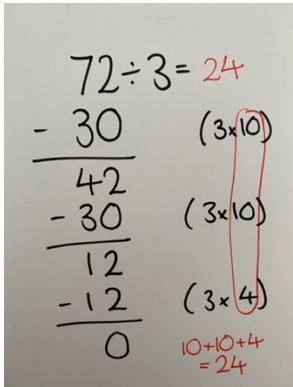 72÷3= 24
- 30 (3×10)
42
- 30 (3×10)
12
- 12 (3×4)
0 10+10+4
= 24